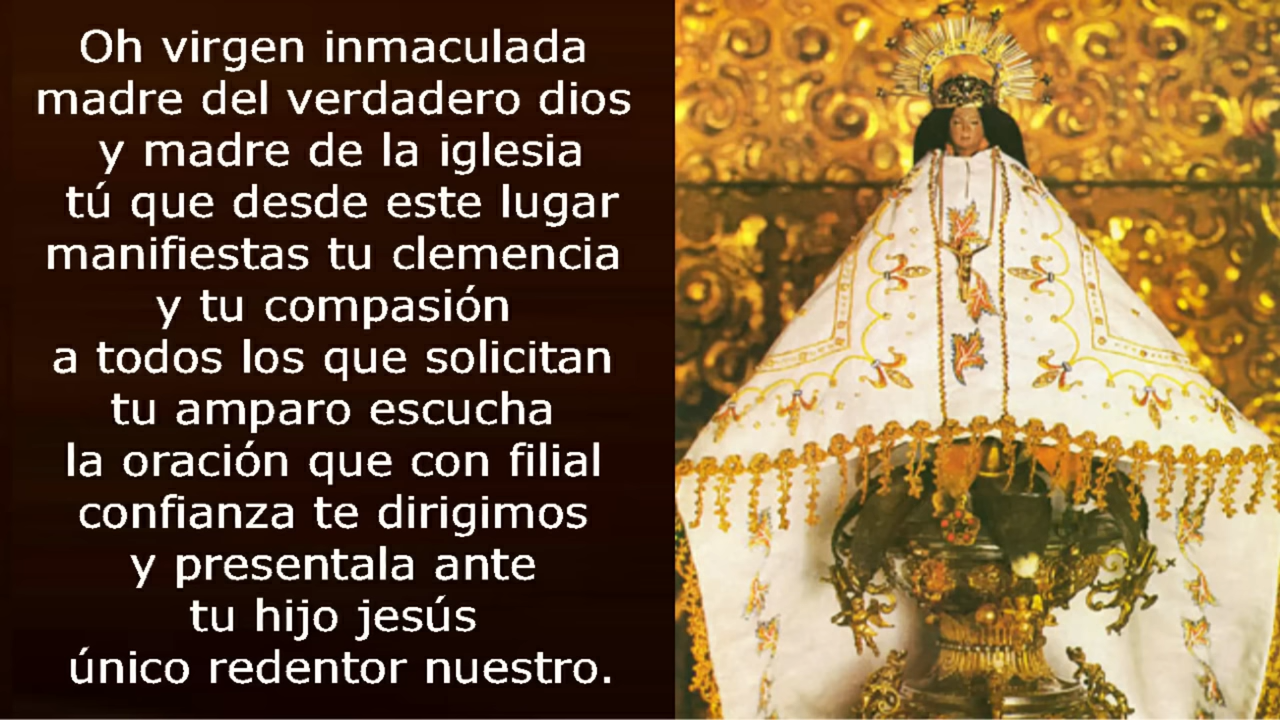 Oh virgen inmaculada
madre del verdadero dios
y madre de la iglesia
tú que desde este lugar
manifiestas tu clemencia
y tu compasión
a todos los que solicitan
tu amparo escucha
la oración que con filial
confianza te dirigimos
y presentala ante
tu hijo jesús
único redentor nuestro.